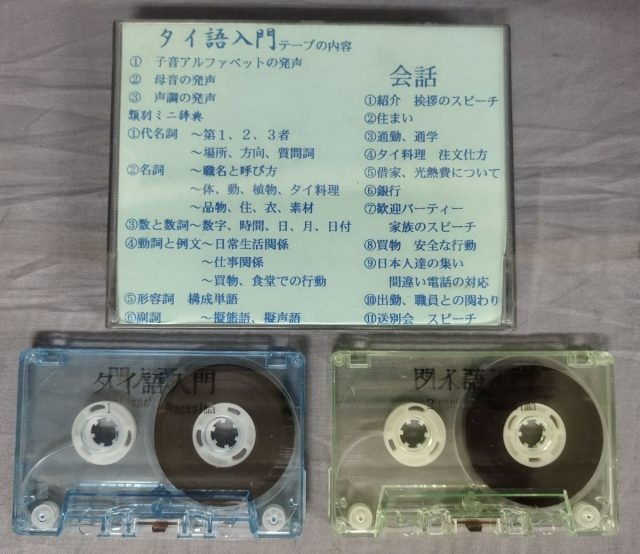 タイ語入門テープの内容
① 子音アルファベットの発声
② 母音の発声
③ 声調の発声
類別ミニ辞典
①代名詞 ~第1、2、3者
~場所、方向、質問詞
②名詞 ~職名と呼び方
~体、動、植物、タイ料理
~品物、住、衣、素材
③数と数詞~数字、時間、日、月、日付
④動詞と例文~日常生活関係
~仕事関係
~買物、食堂での行動
⑤形容詞 構成単語
⑥副詞 ~擬態語、擬声語
会話
①紹介 挨拶のスピーチ
②住まい
③通勤、通学
④タイ料理 注文仕方
⑤借家、光熱費について
⑥銀行
⑦歓迎パーティー
家族のスピーチ
⑧買物 安全な行動
⑨日本人達の集い
間違い電話の対応
⑩出勤、職員との関わり
⑪送別会 スピーチ
タイ語入門
1
タイ語入門
2